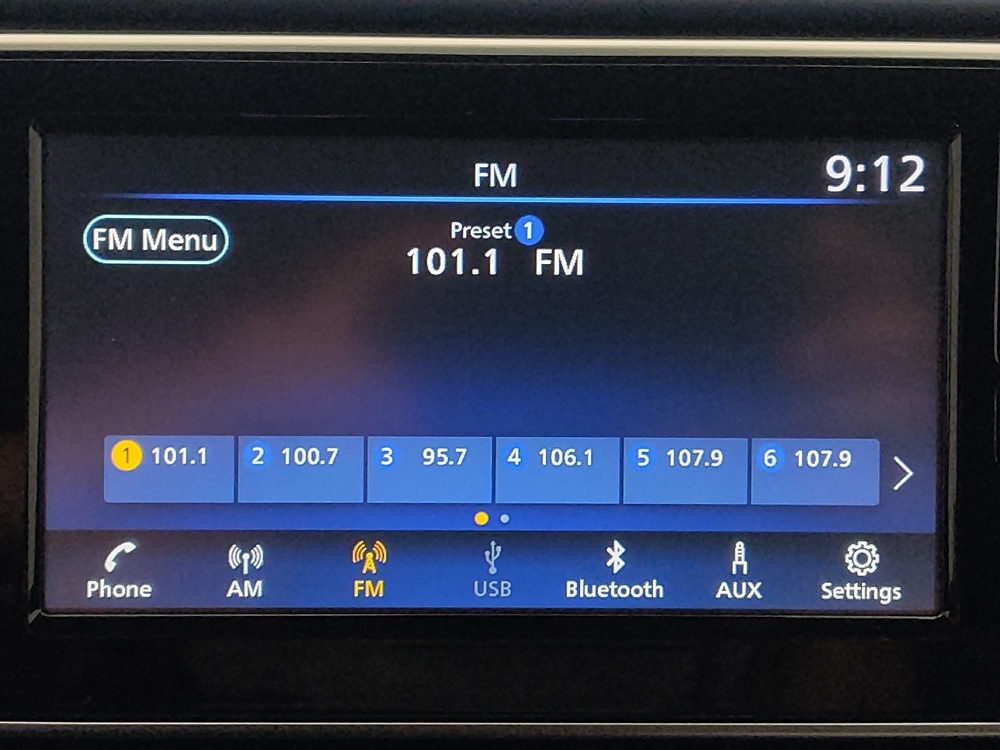 FM
9:12
FM Menu
Preset 1
101.1 FM
1 101.1
2 100.7
3 95.7
4 106.1
5 107.9
6 107.9
Phone
AM
FM
USB
Bluetooth
AUX
Settings